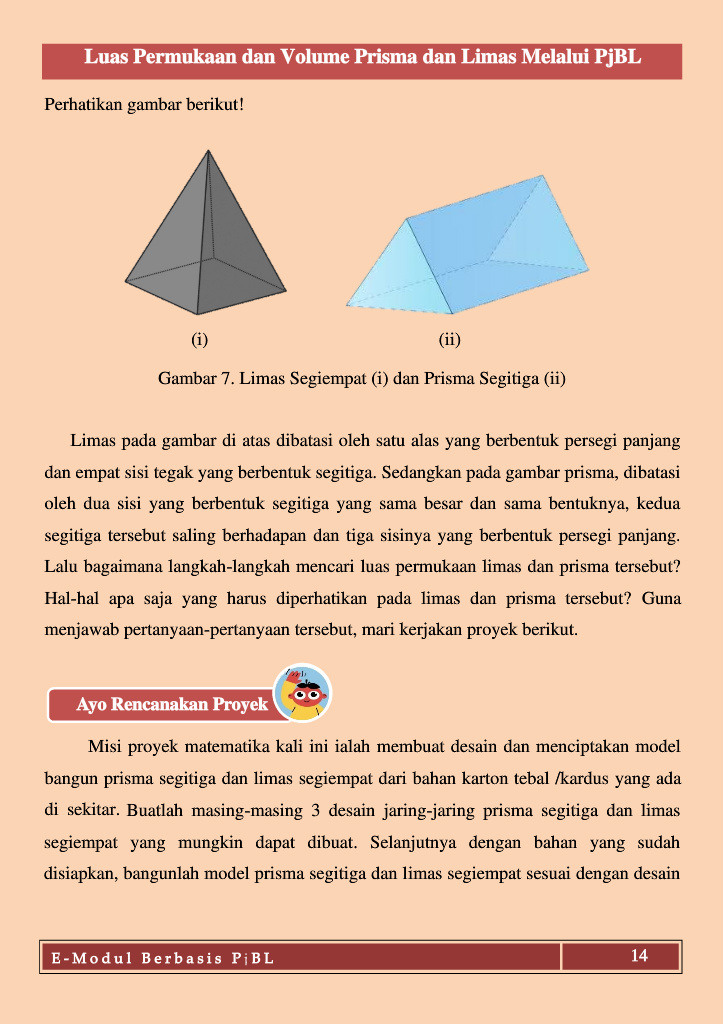 Luas Permukaan dan Volume Prisma dan Limas Melalui PjBL
Perhatikan gambar berikut!
(i)
(ii)
Gambar 7. Limas Segiempat (i) dan Prisma Segitiga (ii)
Limas pada gambar di atas dibatasi oleh satu alas yang berbentuk persegi panjang
dan empat sisi tegak yang berbentuk segitiga. Sedangkan pada gambar prisma, dibatasi
oleh dua sisi yang berbentuk segitiga yang sama besar dan sama bentuknya, kedua
segitiga tersebut saling berhadapan dan tiga sisinya yang berbentuk persegi panjang.
Lalu bagaimana langkah-langkah mencari luas permukaan limas dan prisma tersebut?
Hal-hal apa saja yang harus diperhatikan pada limas dan prisma tersebut? Guna
menjawab pertanyaan-pertanyaan tersebut, mari kerjakan proyek berikut.
Ayo Rencanakan Proyek
Misi proyek matematika kali ini ialah membuat desain dan menciptakan model
bangun prisma segitiga dan limas segiempat dari bahan karton tebal /kardus yang ada
di sekitar. Buatlah masing-masing 3 desain jaring-jaring prisma segitiga dan limas
segiempat yang mungkin dapat dibuat. Selanjutnya dengan bahan yang sudah
disiapkan, bangunlah model prisma segitiga dan limas segiempat sesuai dengan desain
E-Modul Berbasis PjBL
14